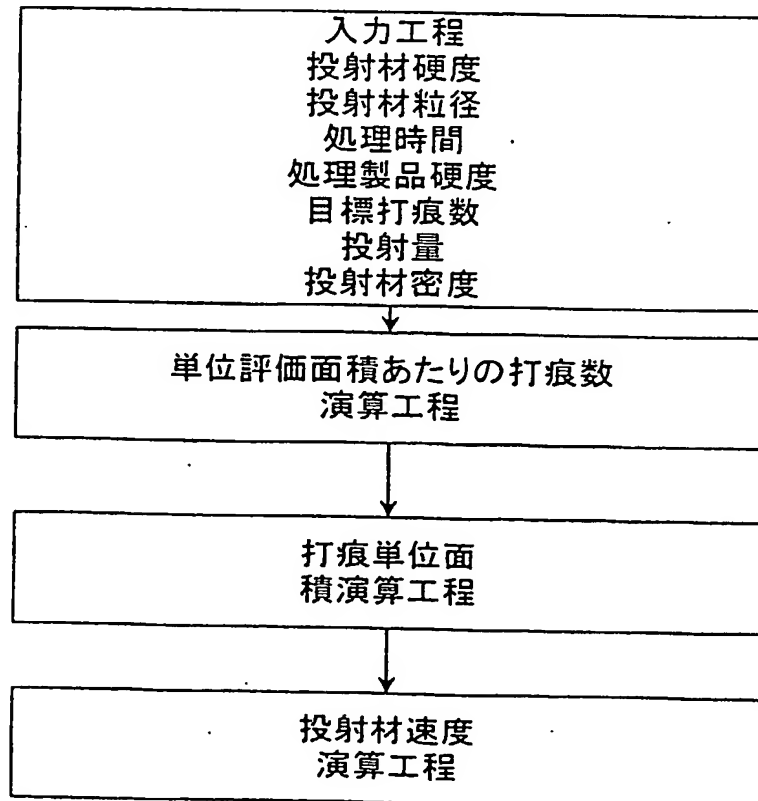 入力工程
投射材硬度
投射材粒径
処理時間
処理製品硬度
目標打痕数
投射量
投射材密度
単位評価面積あたりの打痕数
演算工程
打痕単位面
積演算工程
投射材速度
演算工程